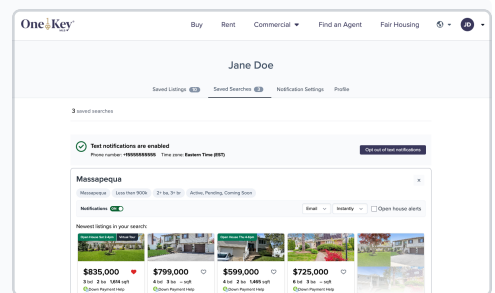 OneKey MLS
Buy Rent Commercial Find an Agent Fair Housing JD
Jane Doe
Saved Listings 10 Saved Searches 3 Notification Settings Profile
3 saved searches
Text notifications are enabled
Phone number: +15555555555 Time zone: Eastern Time (EST)
Opt out of text notifications
Massapequa ×
Massapequa Less than 900k 2+ ba, 3+ br Active, Pending, Coming Soon
Notifications ON Email Instantly Open house alerts
Newest listings in your search:
$835,000 $799,000 $599,000 $725,000
3 bd 2 ba 1,614 sqft 4 bd 3 ba -- sqft 4 bd 2 ba 1,465 sqft 6 bd 3 ba -- sqft
Down Payment Help Down Payment Help Down Payment Help Down Payment Help